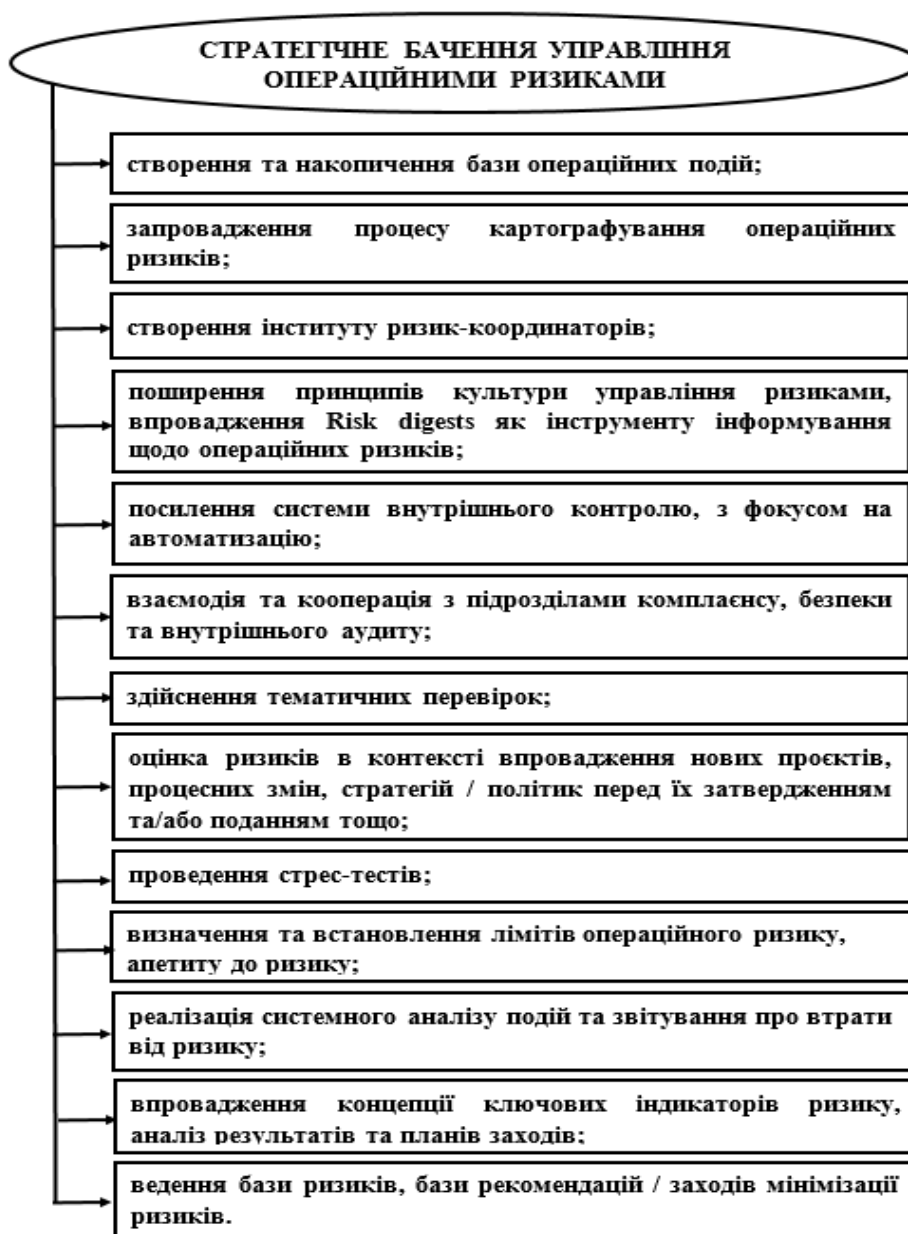 СТРАТЕГІЧНЕ БАЧЕННЯ УПРАВЛІННЯ
ОПЕРАЦІЙНИМИ РИЗИКАМИ
створення та накопичення бази операційних подій;
запровадження процесу картографування операційних
ризиків;
створення інституту ризик-координаторів;
поширення принципів культури управління ризиками,
впровадження Risk digests як інструменту інформування
щодо операційних ризиків;
посилення системи внутрішнього контролю, з фокусом на
автоматизацію;
взаємодія та кооперація з підрозділами комплаєнсу, безпеки
та внутрішнього аудиту;
здійснення тематичних перевірок;
оцінка ризиків в контексті впровадження нових проєктів,
процесних змін, стратегій / політик перед їх затвердженням
та/або поданням тощо;
проведення стрес-тестів;
визначення та встановлення лімітів операційного ризику,
апетиту до ризику;
реалізація системного аналізу подій та звітування про втрати
від ризику;
впровадження концепції ключових індикаторів ризику,
аналіз результатів та планів заходів;
ведення бази ризиків, бази рекомендацій / заходів мінімізації
ризиків.